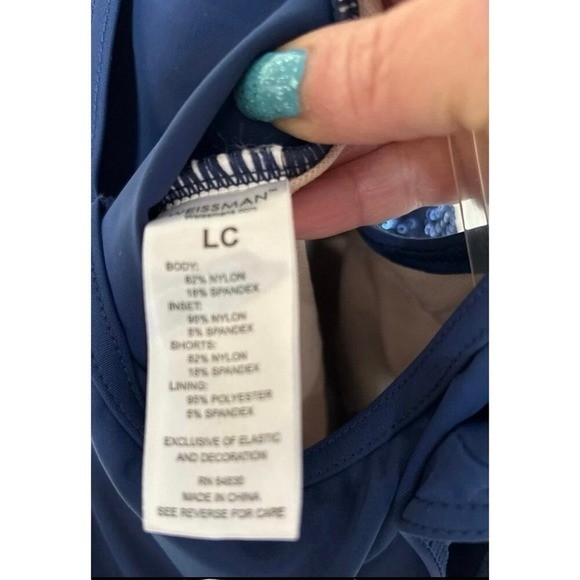 WEISSMAN™
LC
BODY:
82% NYLON
18% SPANDEX
INSET:
95% NYLON
5% SPANDEX
SHORTS:
82% NYLON
18% SPANDEX
LINING:
95% POLYESTER
5% SPANDEX
EXCLUSIVE OF ELASTIC
AND DECORATION
RN 54830
MADE IN CHINA
SEE REVERSE FOR CARE